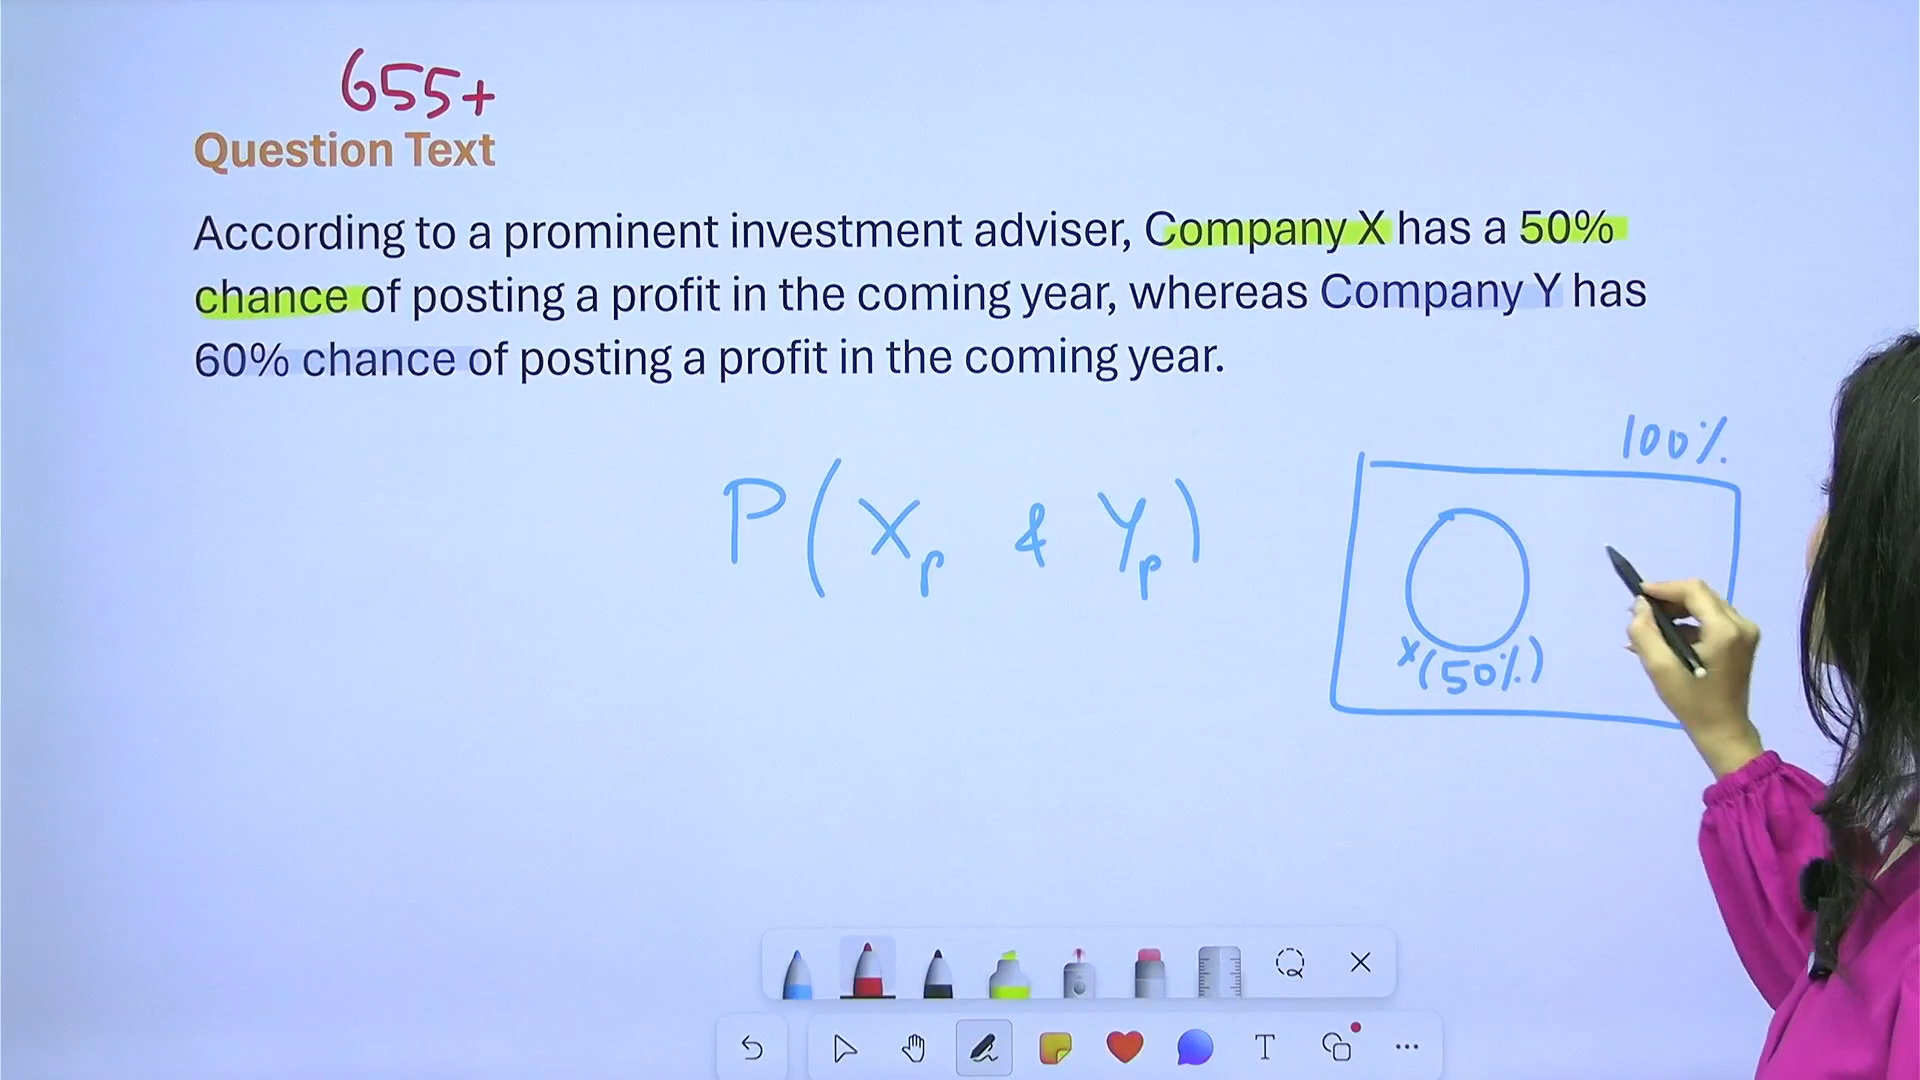 655+
Question Text
According to a prominent investment adviser, Company X has a 50%
chance of posting a profit in the coming year, whereas Company Y has
60% chance of posting a profit in the coming year.
100%
P(Xp & Yp)
x(50%)
T